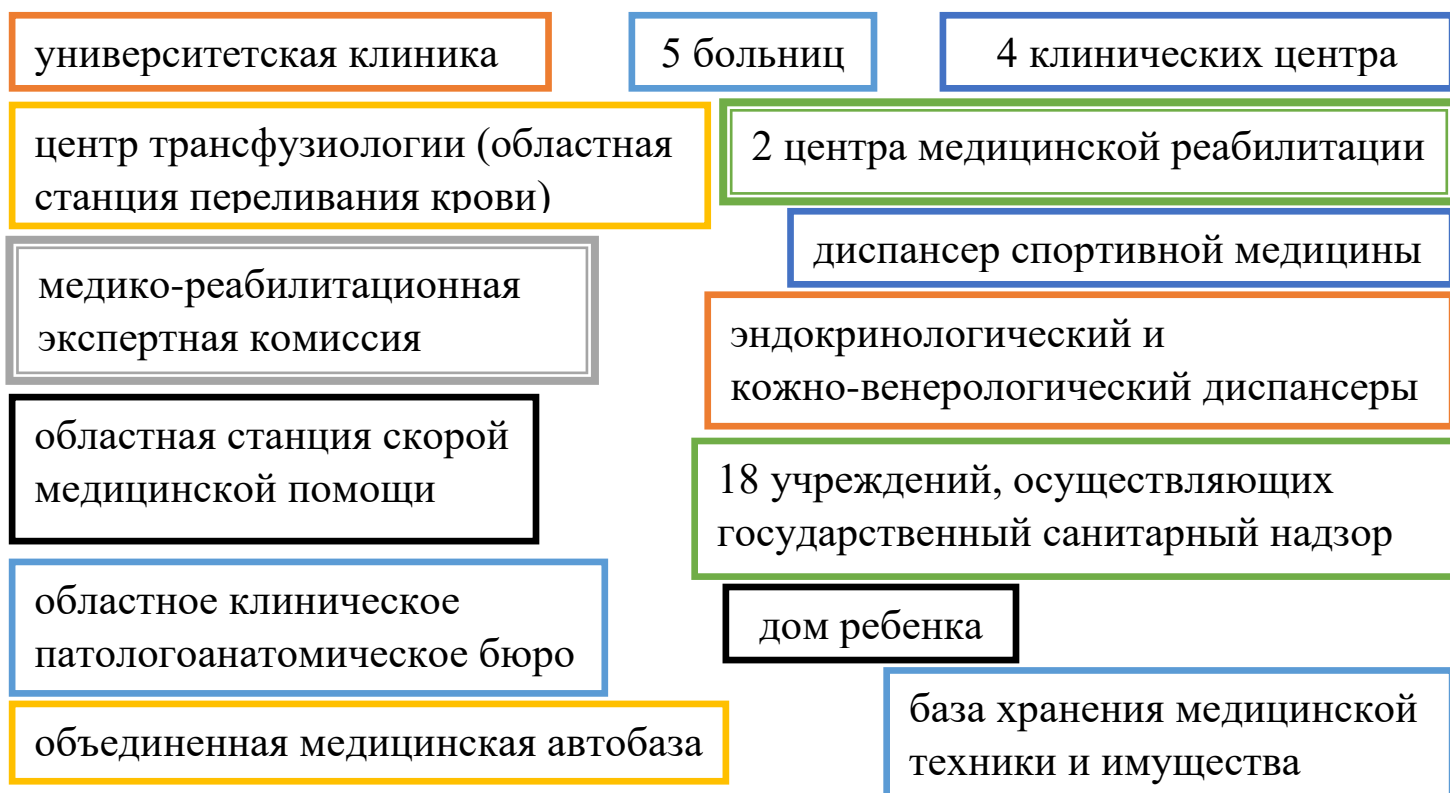 университетская клиника
5 больниц
4 клинических центра
центр трансфузиологии (областная
станция переливания крови)
2 центра медицинской реабилитации
диспансер спортивной медицины
медико-реабилитационная
экспертная комиссия
эндокринологический и
кожно-венерологический диспансеры
областная станция скорой
медицинской помощи
18 учреждений, осуществляющих
государственный санитарный надзор
областное клиническое
патологоанатомическое бюро
дом ребенка
объединенная медицинская автобаза
база хранения медицинской
техники и имущества